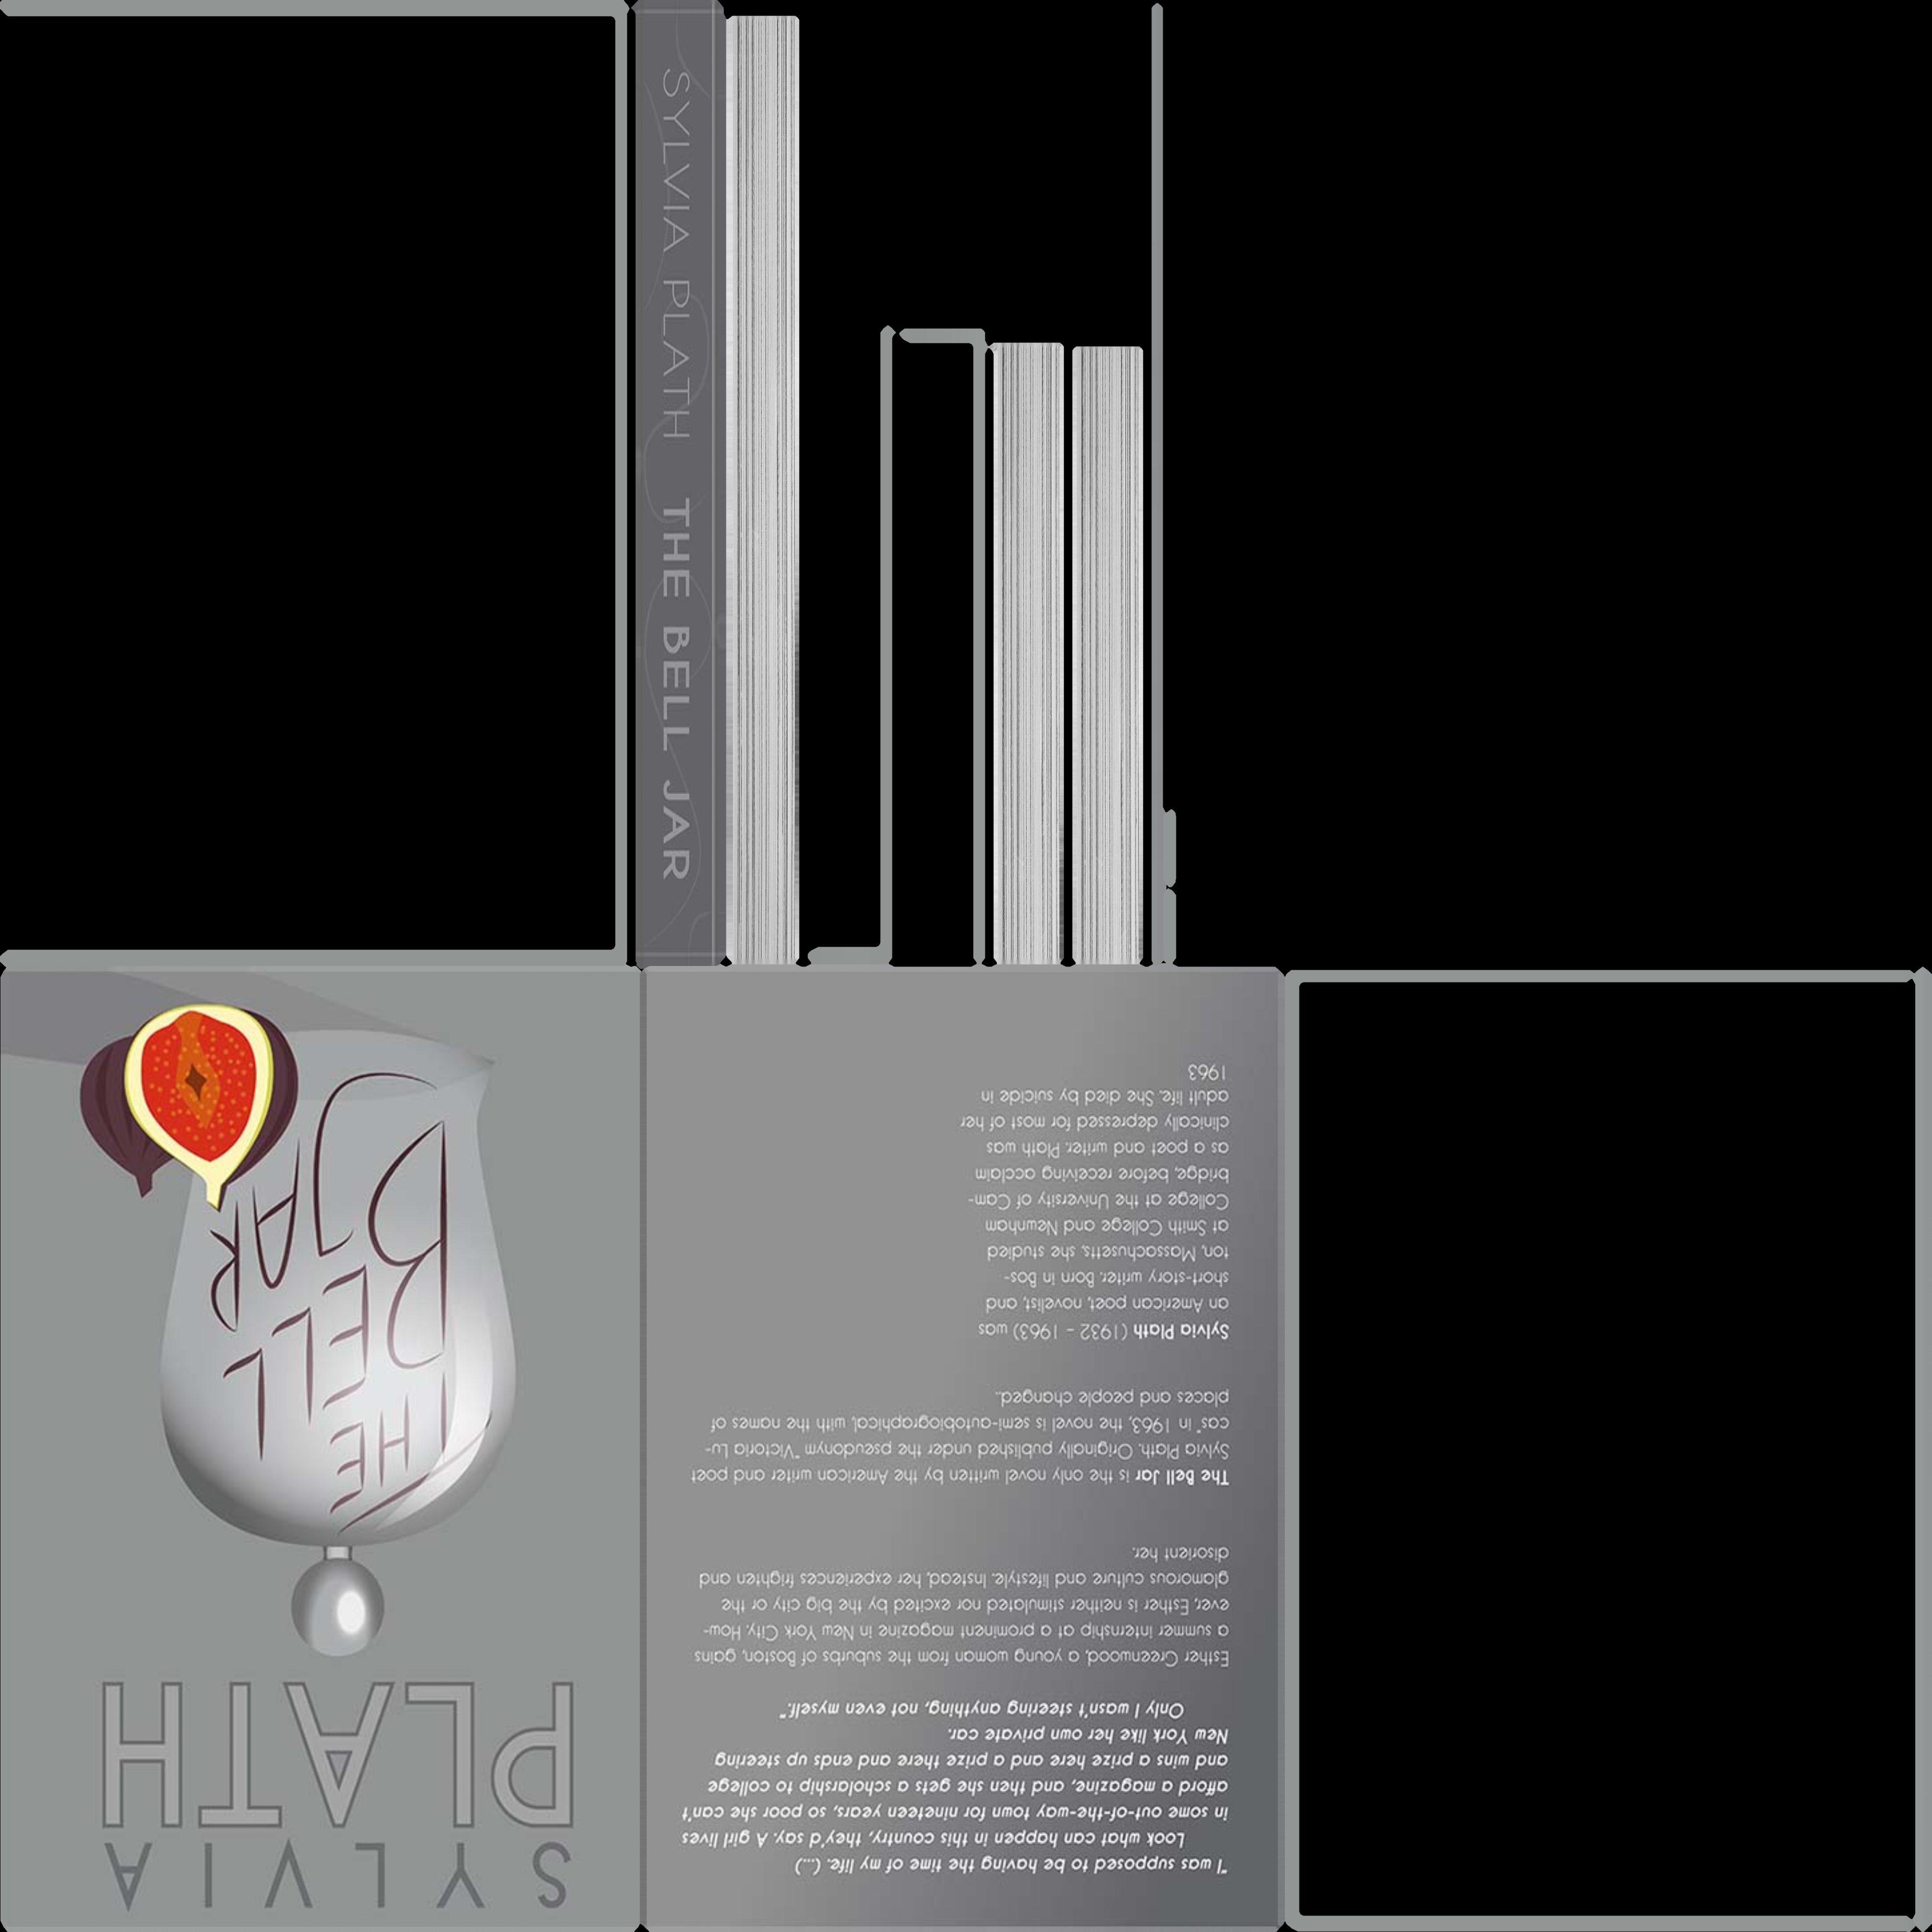 SYLVIA PLATH THE BELL JAR
SYLVIA
PLATH
THE
BELL
JAR
"I was supposed to be having the time of my life. (...)
Look what can happen in this country, they'd say. A girl lives
in some out-of-the-way town for nineteen years, so poor she can't
afford a magazine, and then she gets a scholarship to college
and wins a prize here and a prize there and ends up steering
New York like her own private car.
Only I wasn't steering anything, not even myself."
Esther Greenwood, a young woman from the suburbs of Boston, gains
a summer internship at a prominent magazine in New York City. How-
ever, Esther is neither stimulated nor excited by the big city or the
glamorous culture and lifestyle. Instead, her experiences frighten and
disorient her.
The Bell Jar is the only novel written by the American writer and poet
Sylvia Plath. Originally published under the pseudonym "Victoria Lu-
cas" in 1963, the novel is semi-autobiographical, with the names of
places and people changed.
Sylvia Plath (1932 - 1963) was
an American poet, novelist, and
short-story writer. Born in Bos-
ton, Massachusetts, she studied
at Smith College and Newnham
College at the University of Cam-
bridge, before receiving acclaim
as a poet and writer. Plath was
clinically depressed for most of her
adult life. She died by suicide in
1963